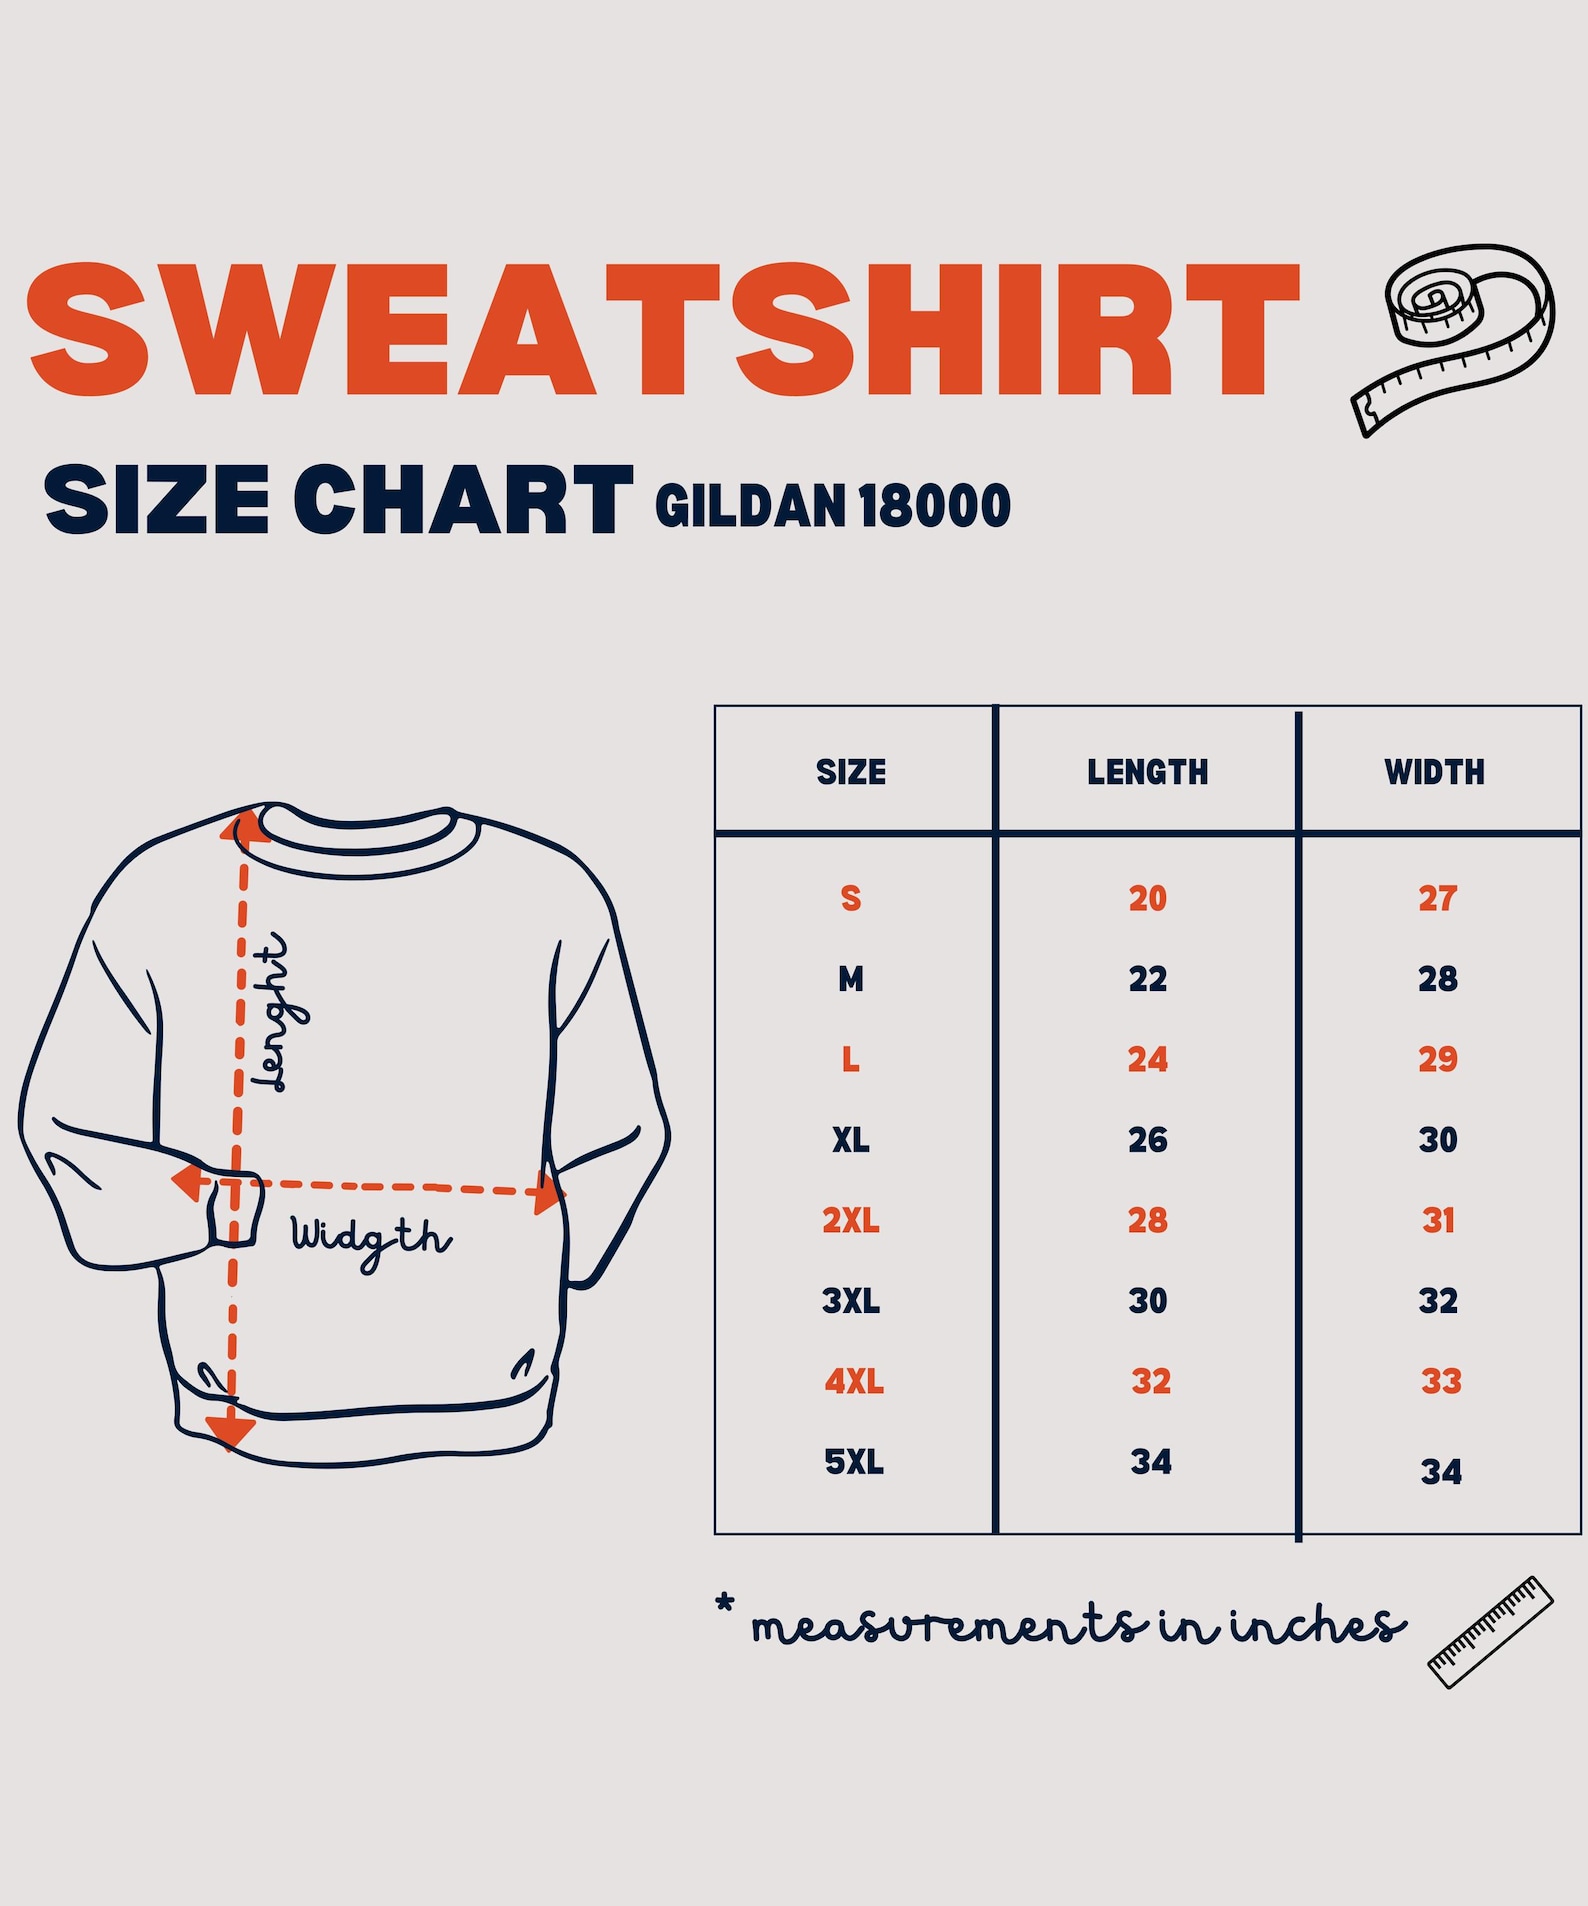 SWEATSHIRT
SIZE CHART GILDAN 18000
Lenght
Widgth
SIZE LENGTH WIDTH
S 20 27
M 22 28
L 24 29
XL 26 30
2XL 28 31
3XL 30 32
4XL 32 33
5XL 34 34
* measurements in inches